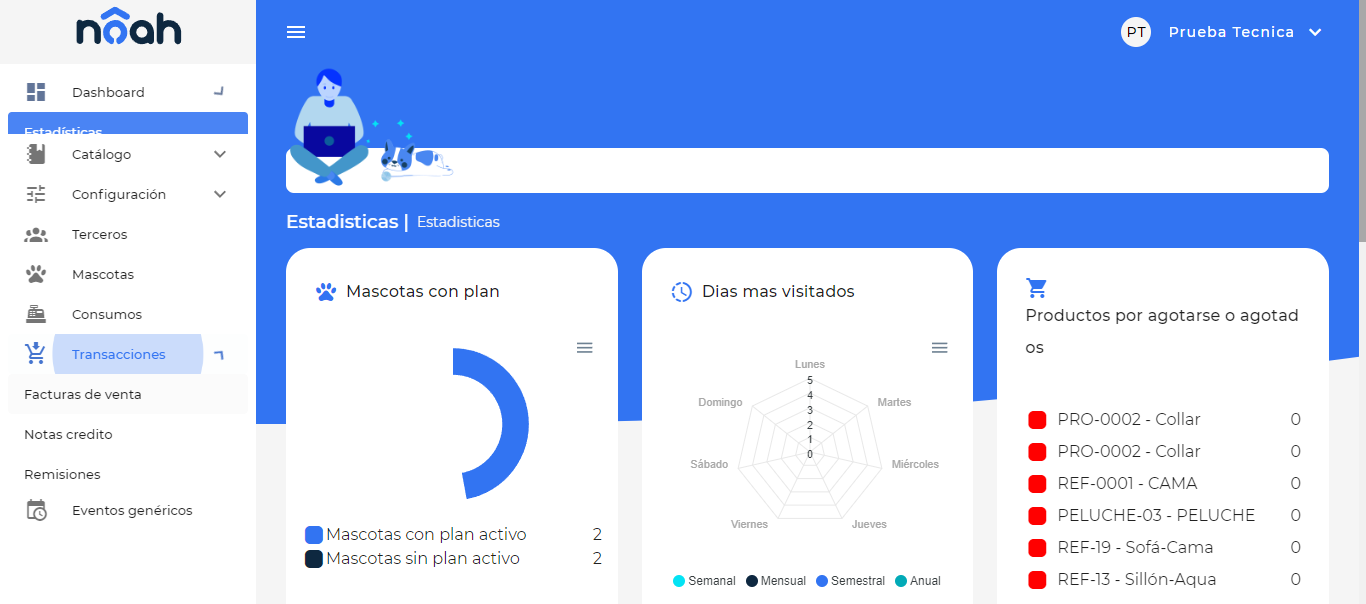 nôah
PT
Prueba Tecnica
Dashboard
Estadísticas
Catálogo
Configuración
Terceros
Mascotas
Consumos
Transacciones
Facturas de venta
Notas credito
Remisiones
Eventos genéricos
Estadisticas | Estadisticas
Mascotas con plan
Mascotas con plan activo 2
Mascotas sin plan activo 2
Dias mas visitados
Lunes
Martes
Miércoles
Jueves
Viernes
Sábado
Domingo
5
4
3
2
1
0
Semanal Mensual Semestral Anual
Productos por agotarse o agotad
os
PRO-0002 - Collar 0
PRO-0002 - Collar 0
REF-0001 - CAMA 0
PELUCHE-03 - PELUCHE 0
REF-19 - Sofá-Cama 0
REF-13 - Sillón-Aqua 0